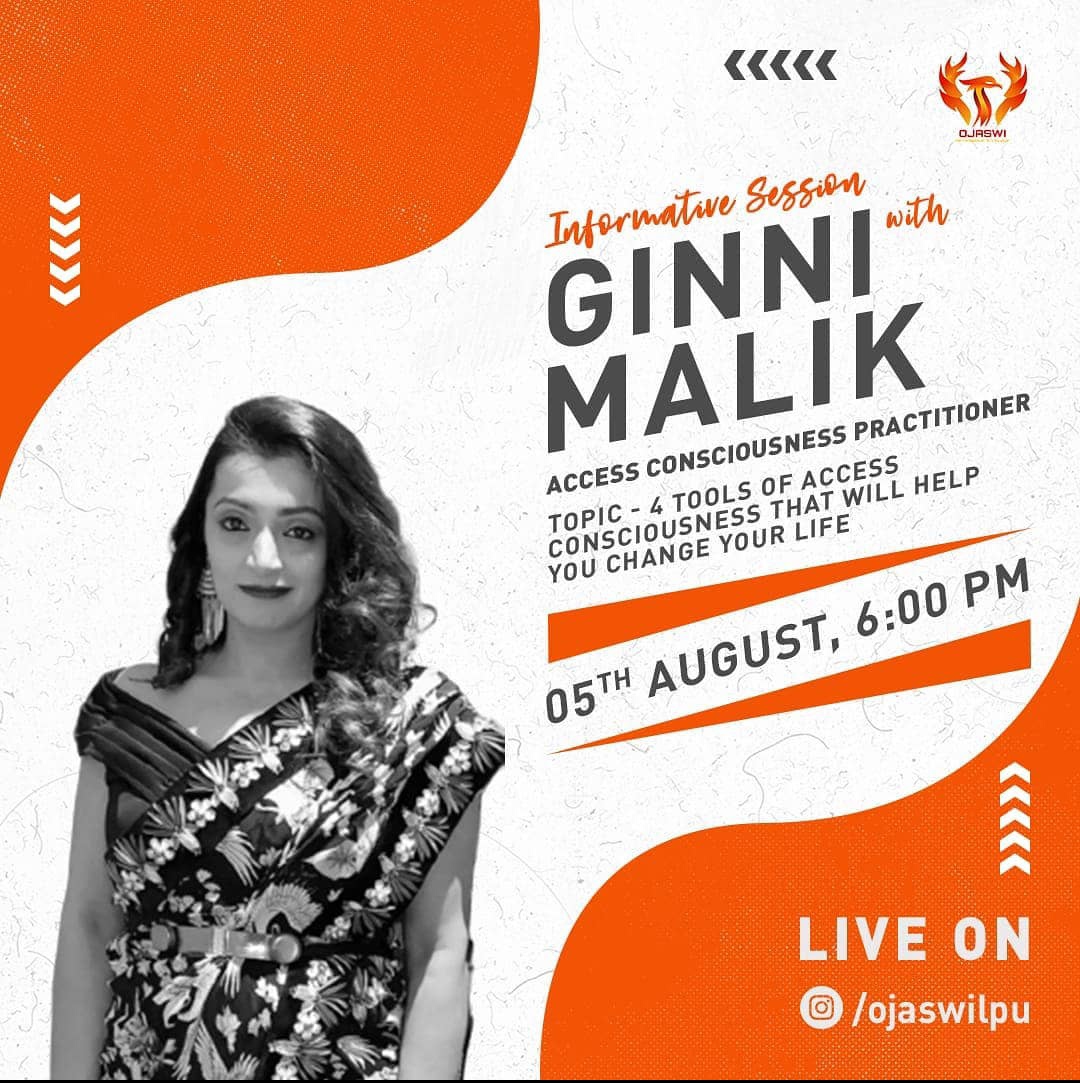 OJASWI
Informative Session
with
GINNI
MALIK
ACCESS CONSCIOUSNESS PRACTITIONER
TOPIC - 4 TOOLS OF ACCESS
CONSCIOUSNESS THAT WILL HELP
YOU CHANGE YOUR LIFE
05TH AUGUST, 6:00 PM
LIVE ON
/ojaswilpu